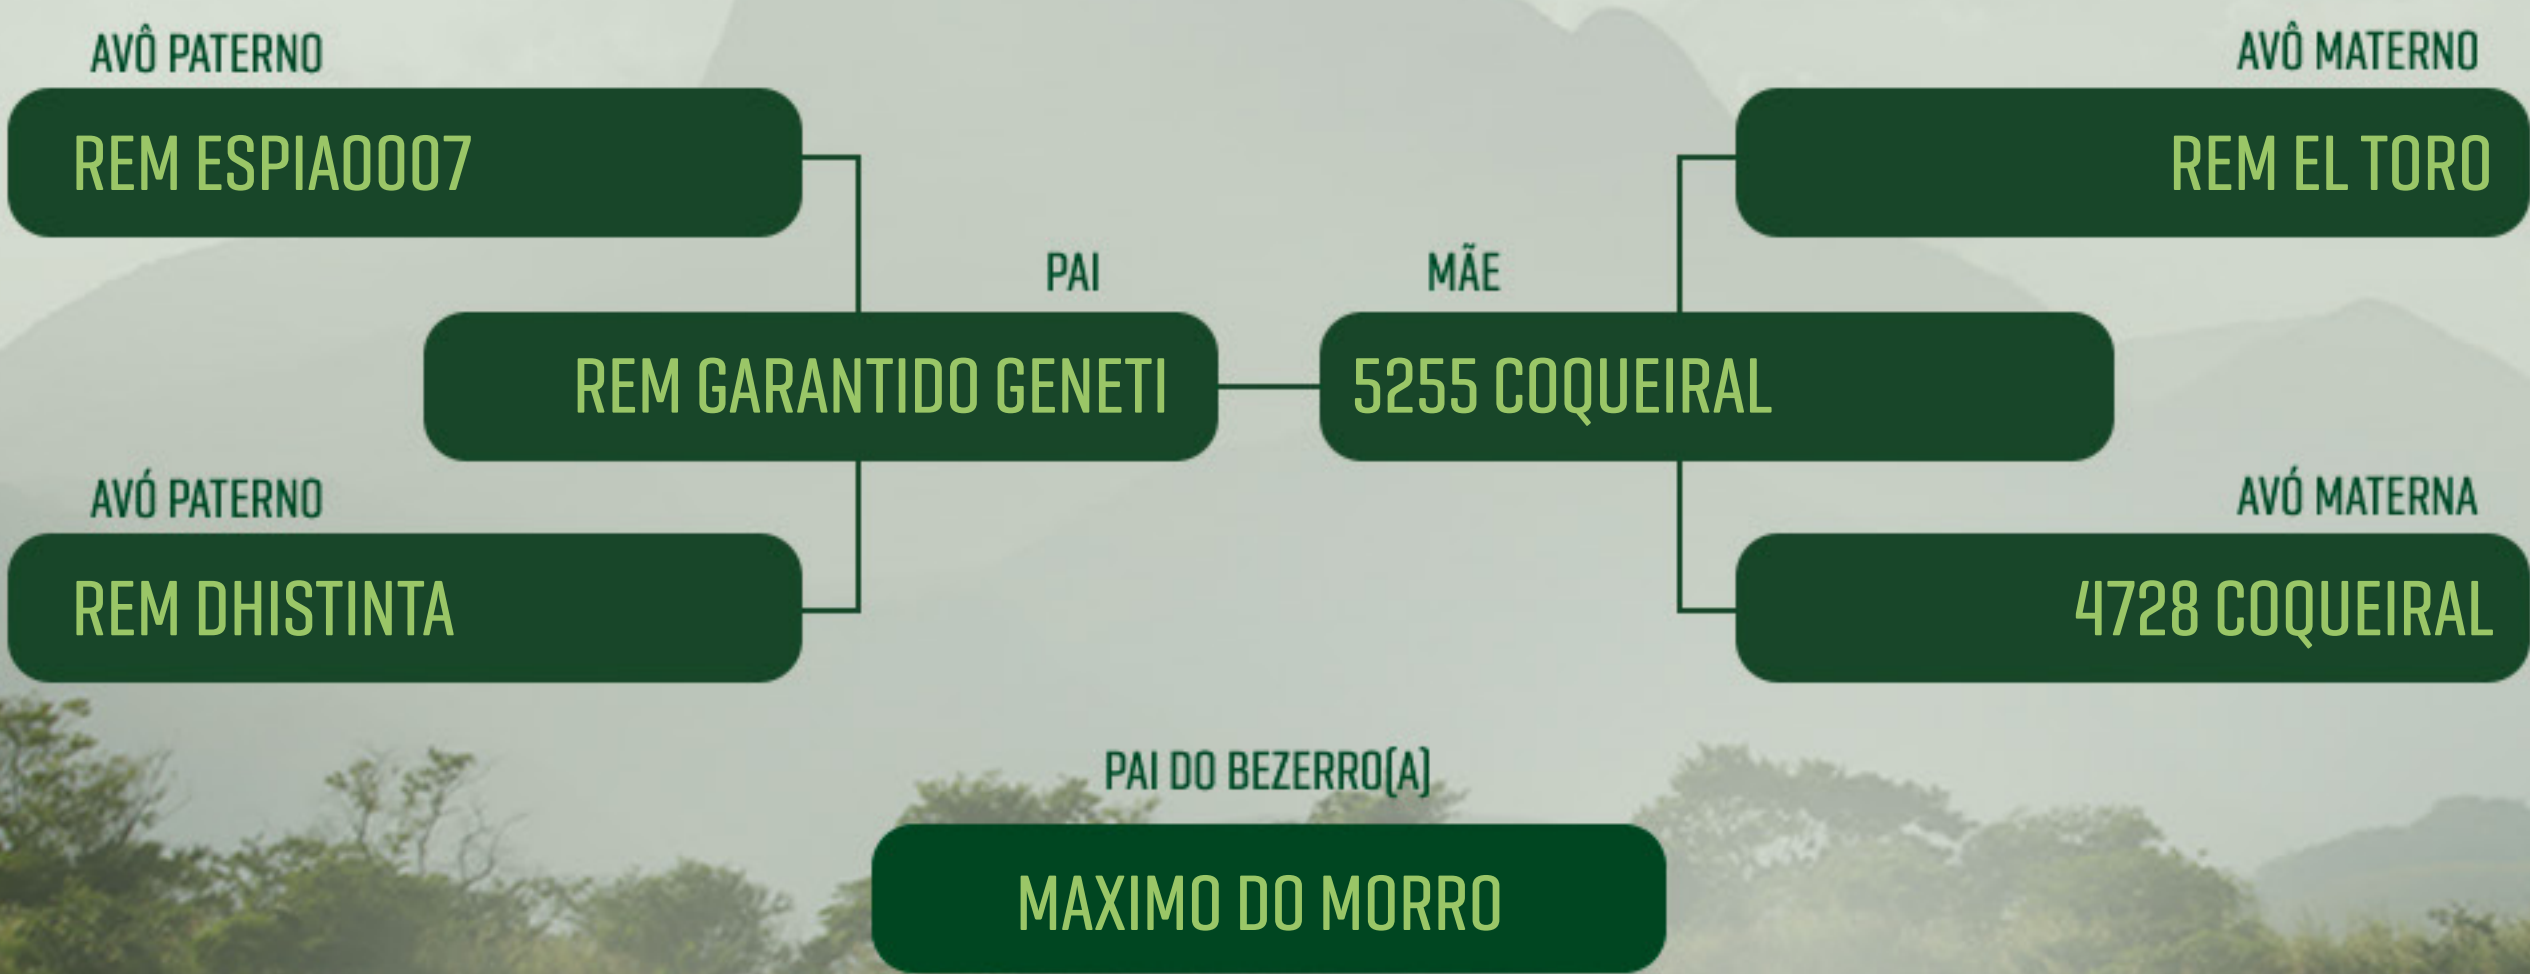 AVÔ PATERNO
REM ESPIA0007
AVÔ MATERNO
REM EL TORO
PAI
REM GARANTIDO GENETI
MÃE
5255 COQUEIRAL
AVÓ PATERNO
REM DHISTINTA
AVÓ MATERNA
4728 COQUEIRAL
PAI DO BEZERRO(A)
MAXIMO DO MORRO